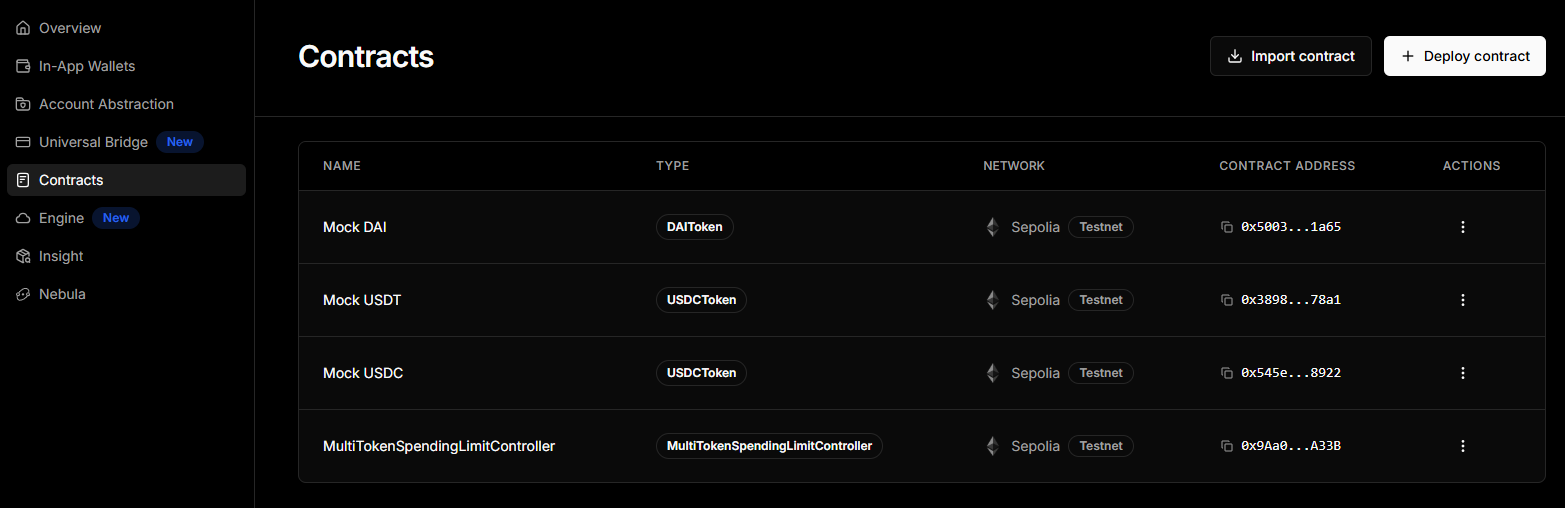 Overview
In-App Wallets
Account Abstraction
Universal Bridge New
Contracts
Engine New
Insight
Nebula
Contracts
Import contract
Deploy contract
NAME TYPE NETWORK CONTRACT ADDRESS ACTIONS
Mock DAI DAIToken Sepolia Testnet 0x5003...1a65
Mock USDT USDCToken Sepolia Testnet 0x3898...78a1
Mock USDC USDCToken Sepolia Testnet 0x545e...8922
MultiTokenSpendingLimitController MultiTokenSpendingLimitController Sepolia Testnet 0x9Aa0...A33B